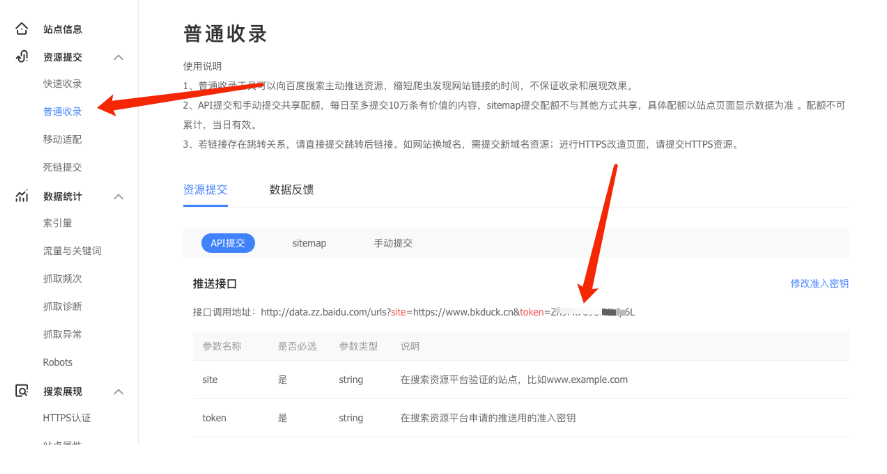 站点信息
资源提交
快速收录
普通收录
移动适配
死链提交
数据统计
索引量
流量与关键词
抓取频次
抓取诊断
抓取异常
Robots
搜索展现
HTTPS认证
站点属性
普通收录
使用说明
1、普通收录工具可以向百度搜索主动推送资源，缩短爬虫发现网站链接的时间，不保证收录和展现效果。
2、API提交和手动提交共享配额，每日至多提交10万条有价值的内容，sitemap提交配额不与其他方式共享，具体配额以站点页面显示数据为准 。配额不可
累计，当日有效。
3、若链接存在跳转关系，请直接提交跳转后链接。如网站换域名，需提交新域名资源；进行HTTPS改造页面，请提交HTTPS资源。
资源提交 数据反馈
API提交 sitemap 手动提交
推送接口 修改准入密钥
接口调用地址： http://data.zz.baidu.com/urls?site=https://www.bkduck.cn&token=
参数名称 是否必选 参数类型 说明
site 是 string 在搜索资源平台验证的站点，比如www.example.com
token 是 string 在搜索资源平台申请的推送用的准入密钥